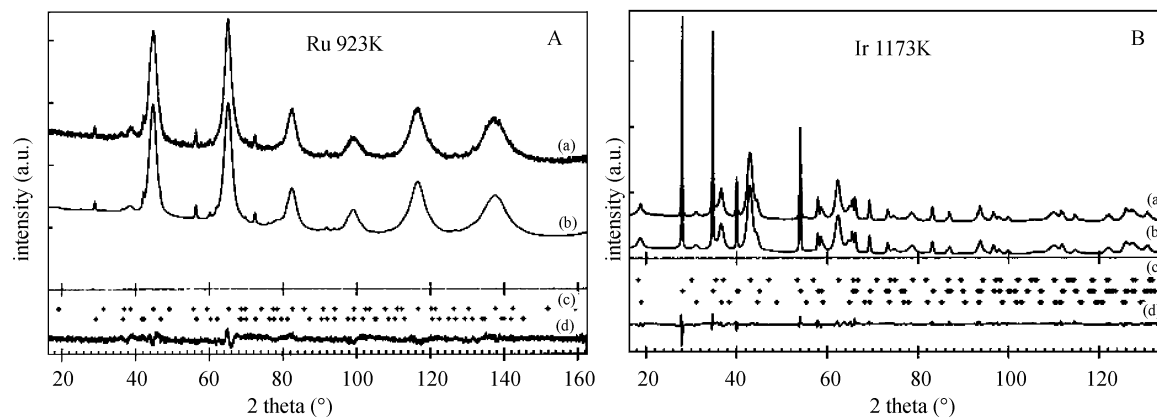 Ru 923K
A
intensity (a.u.)
(a)
(b)
(c)
(d)
20 40 60 80 100 120 140 160
2 theta (°)
Ir 1173K
B
intensity (a.u.)
(a
(b
(c
(d
20 40 60 80 100 120
2 theta (°)